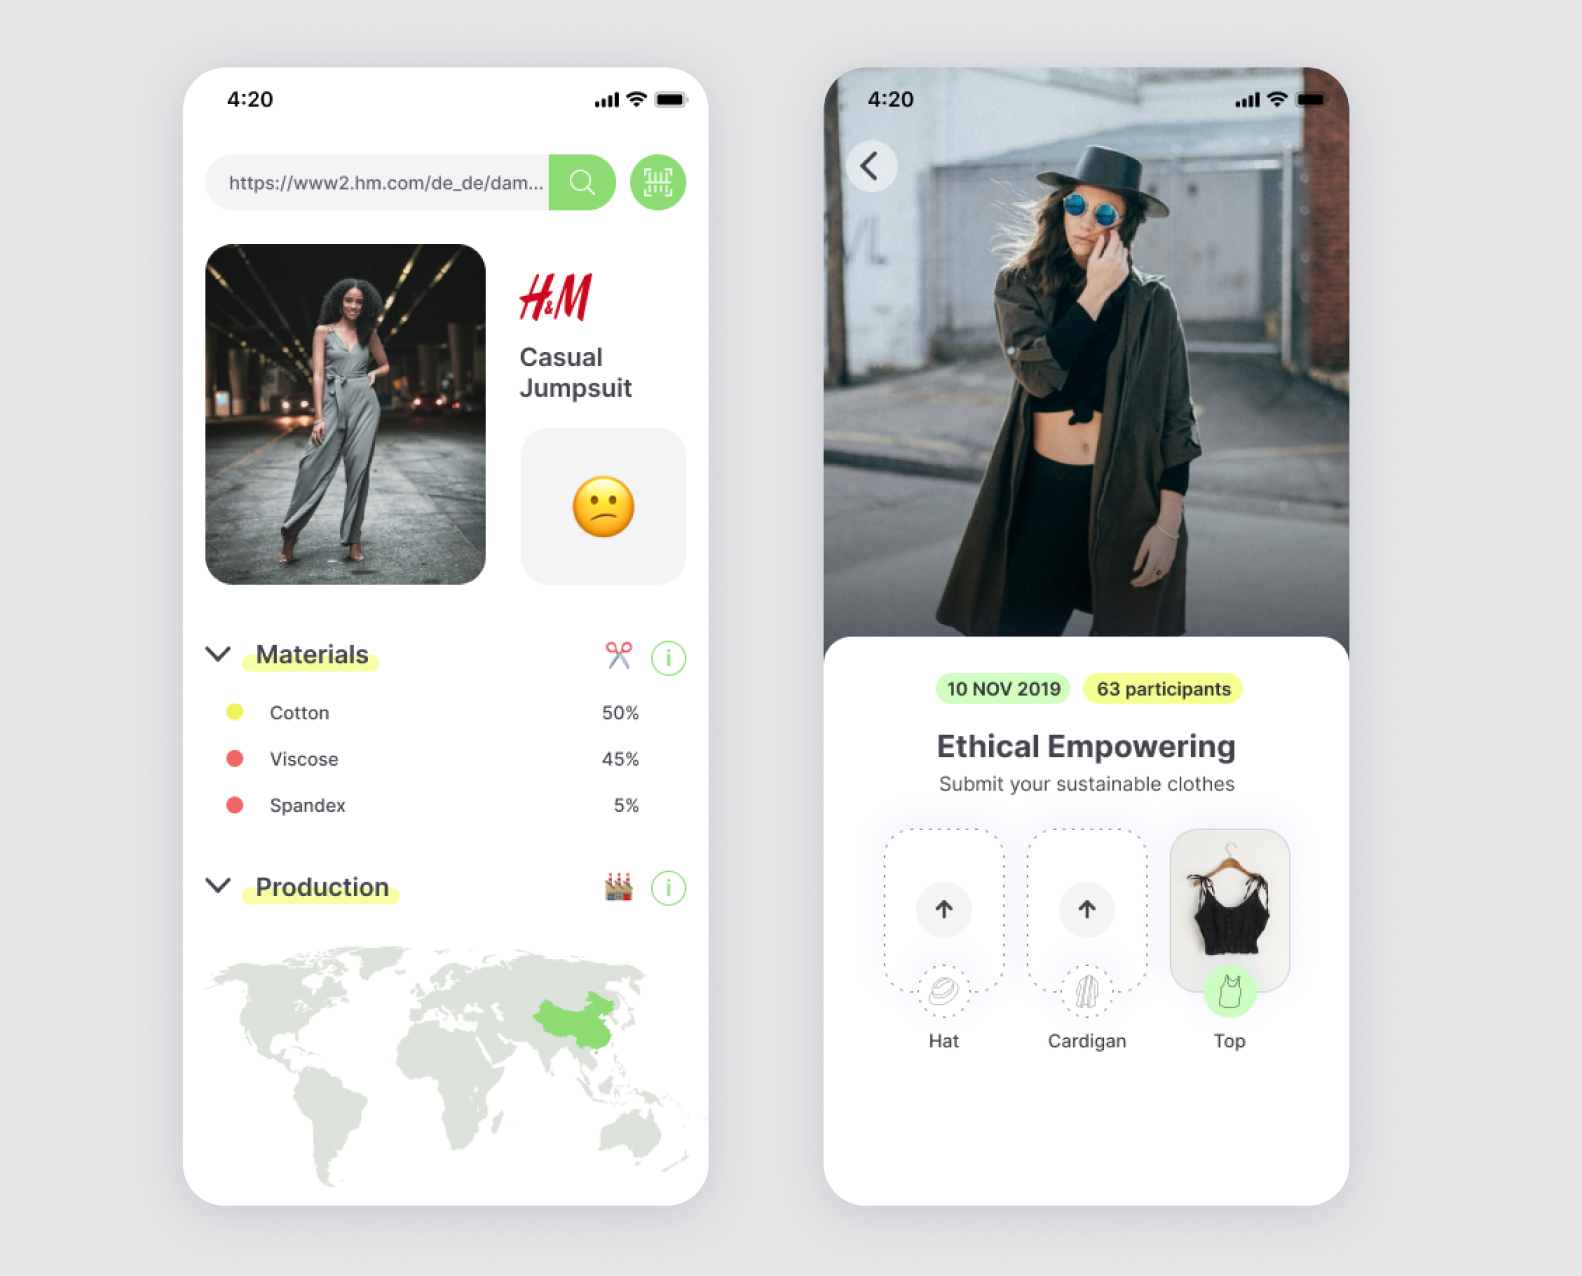 4:20
https://www2.hm.com/de_de/dam...
H&M
Casual
Jumpsuit
Materials
Cotton 50%
Viscose 45%
Spandex 5%
Production
4:20
10 NOV 2019 63 participants
Ethical Empowering
Submit your sustainable clothes
Hat Cardigan Top